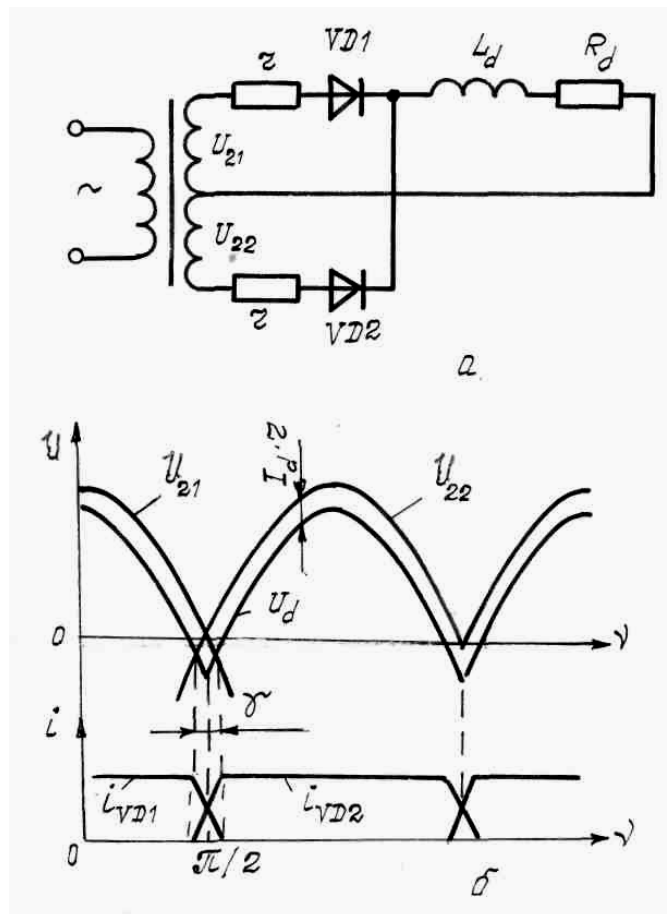 VD1
L_d
R_d
r
U_21
~
U_22
r
VD2
а
U
U_21
I_d·r
U_22
U_d
0
ν
γ
i
i_VD1
i_VD2
0
π/2
ν
б